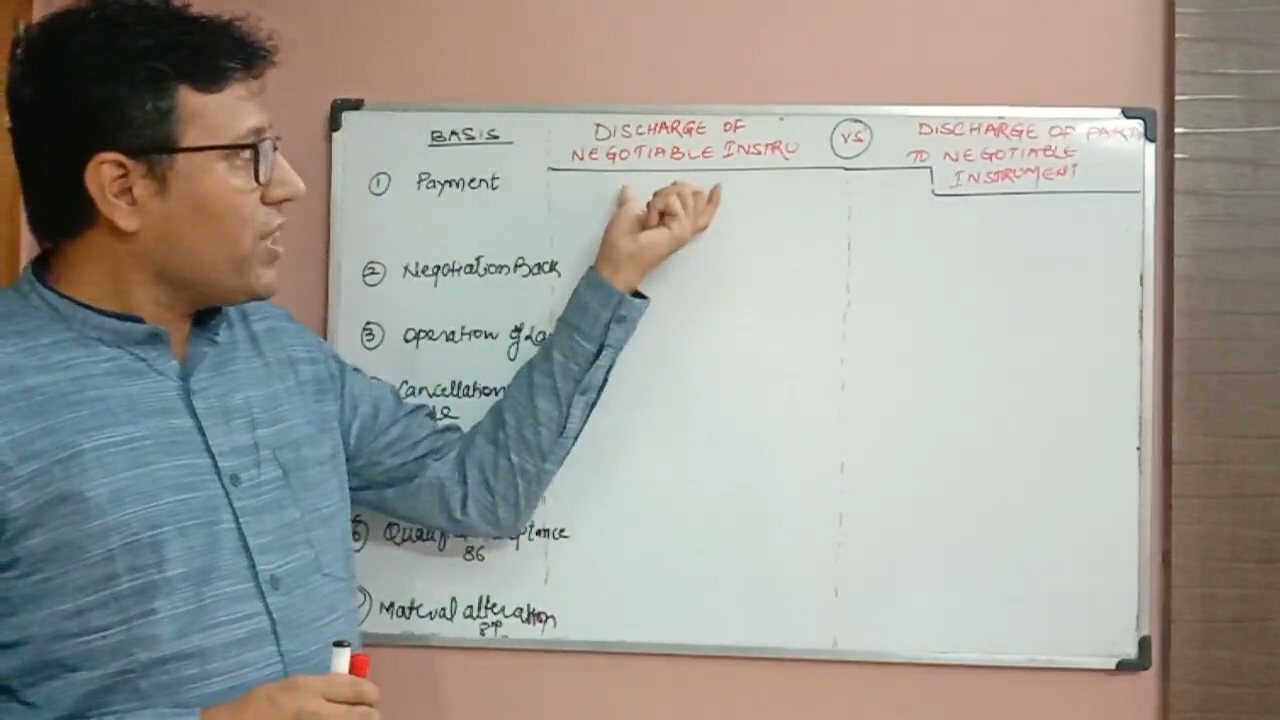 BASIS
DISCHARGE OF
NEGOTIABLE INSTRU
VS
DISCHARGE OF PART
TO NEGOTIABLE
INSTRUMENT
1 Payment
2 Negotiation Back
3 Operation of
Cancellation
86
Material alteration